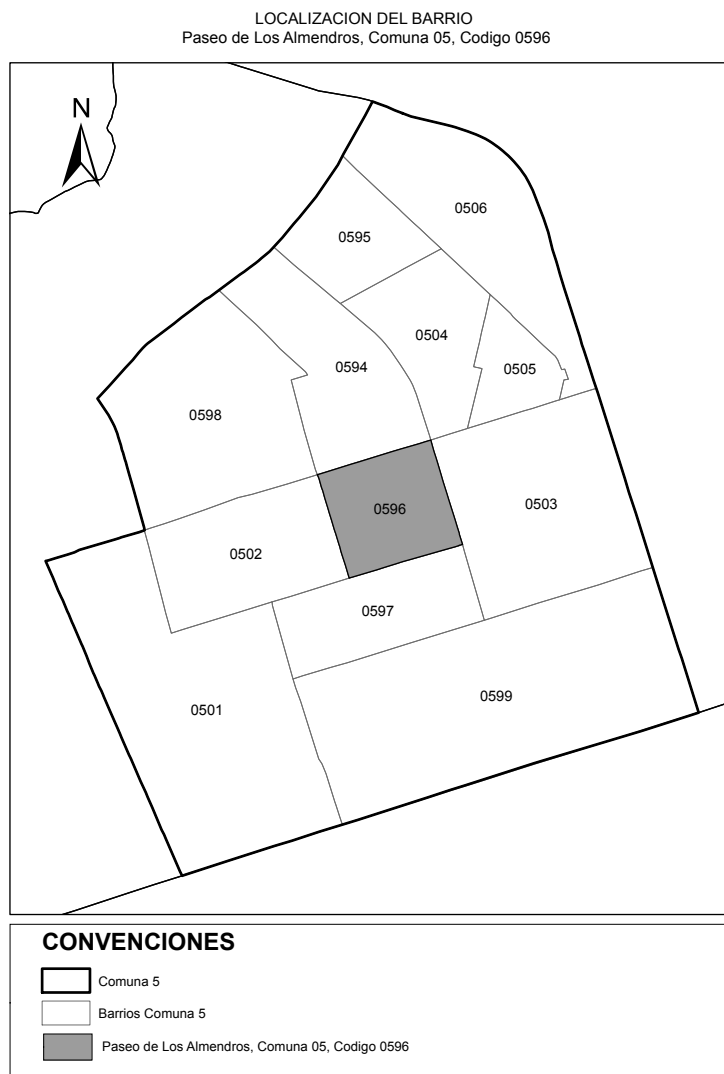 LOCALIZACION DEL BARRIO
Paseo de Los Almendros, Comuna 05, Codigo 0596
N
0506
0595
0504
0505
0594
0598
0503
0596
0502
0597
0599
0501
CONVENCIONES
Comuna 5
Barrios Comuna 5
Paseo de Los Almendros, Comuna 05, Codigo 0596